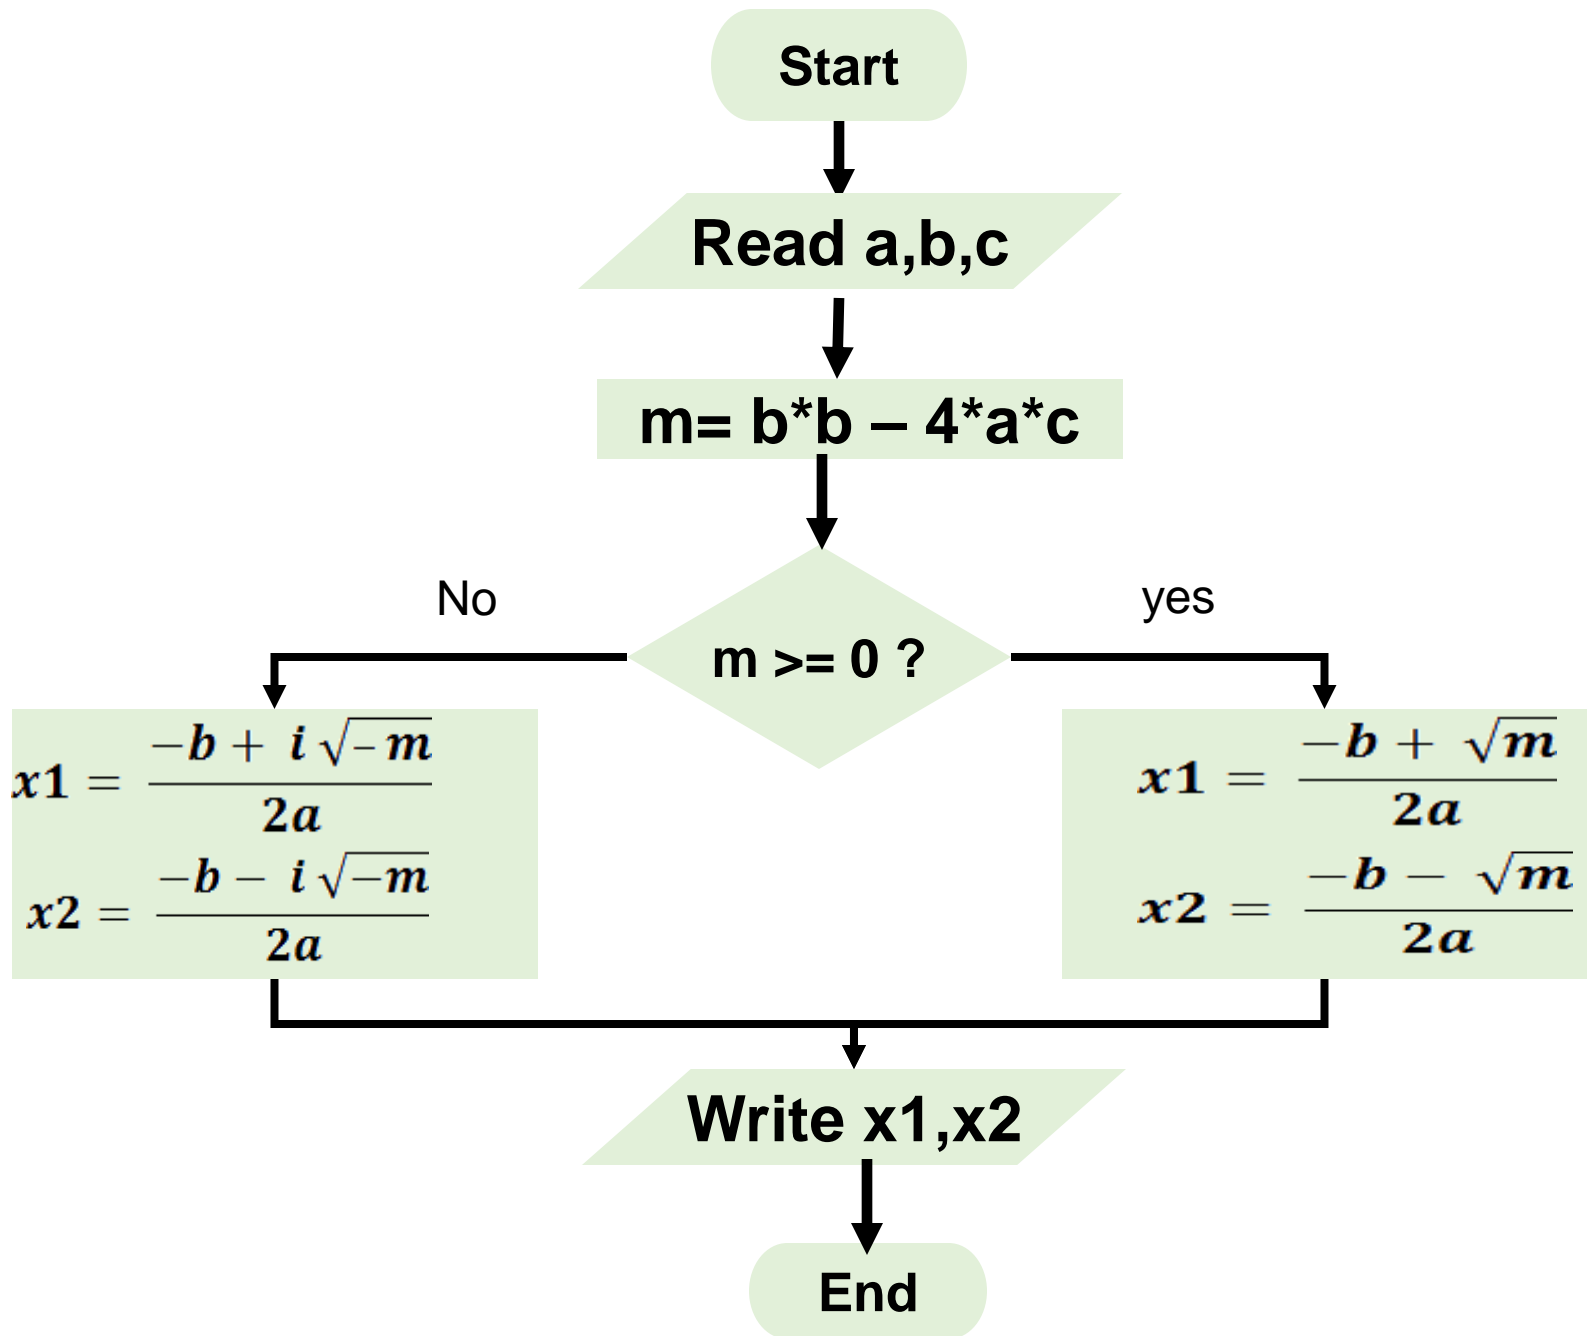 Start
Read a,b,c
m= b*b – 4*a*c
No
yes
m >= 0 ?
x1 = (-b + i √(-m)) / 2a
x2 = (-b - i √(-m)) / 2a
x1 = (-b + √m) / 2a
x2 = (-b - √m) / 2a
Write x1,x2
End